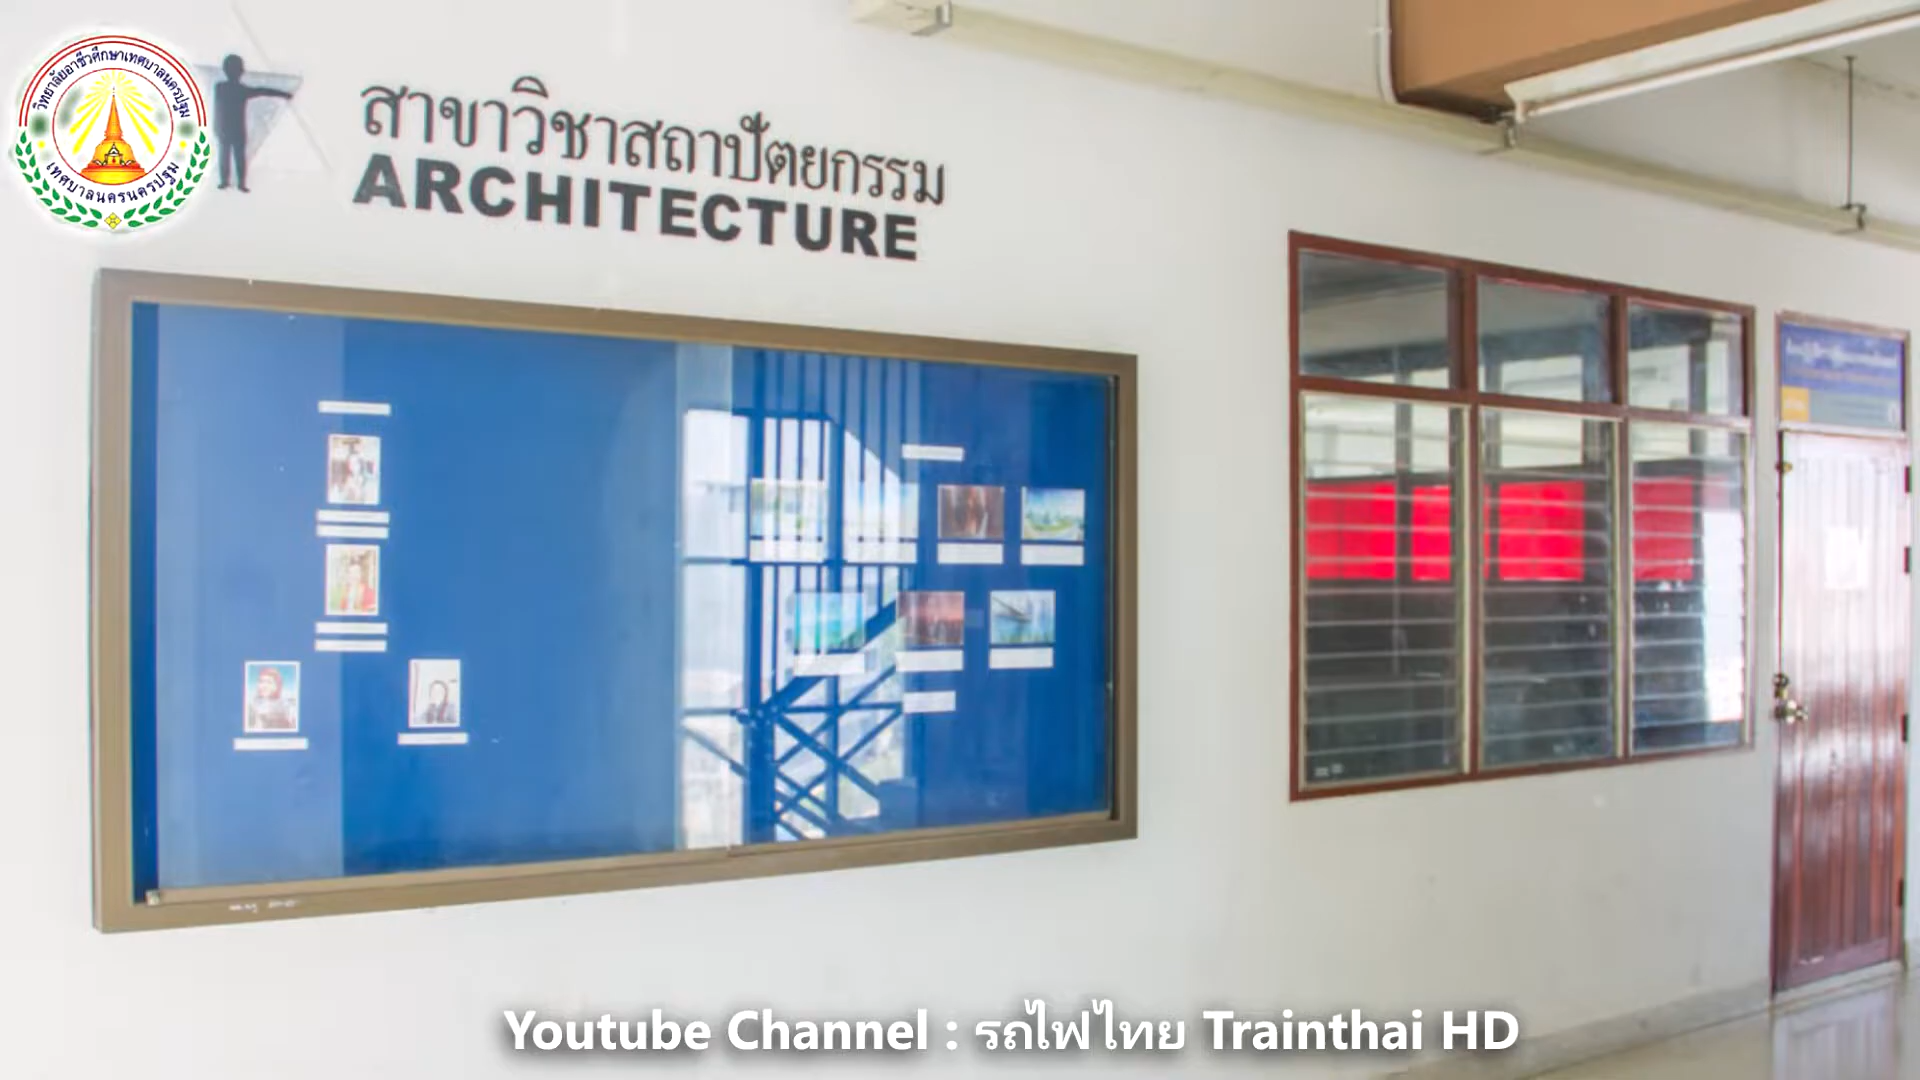 วิทยาลัยอาชีวศึกษาเทศบาลนครปฐม
เทศบาลนครนครปฐม
สาขาวิชาสถาปัตยกรรม
ARCHITECTURE
Youtube Channel : รถไฟไทย Trainthai HD